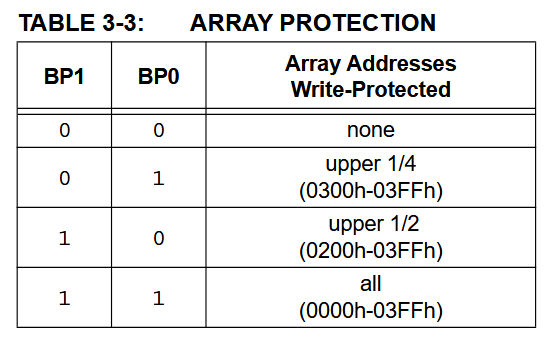 TABLE 3-3: ARRAY PROTECTION
BP1 BP0 Array Addresses
Write-Protected
0 0 none
0 1 upper 1/4
(0300h-03FFh)
1 0 upper 1/2
(0200h-03FFh)
1 1 all
(0000h-03FFh)